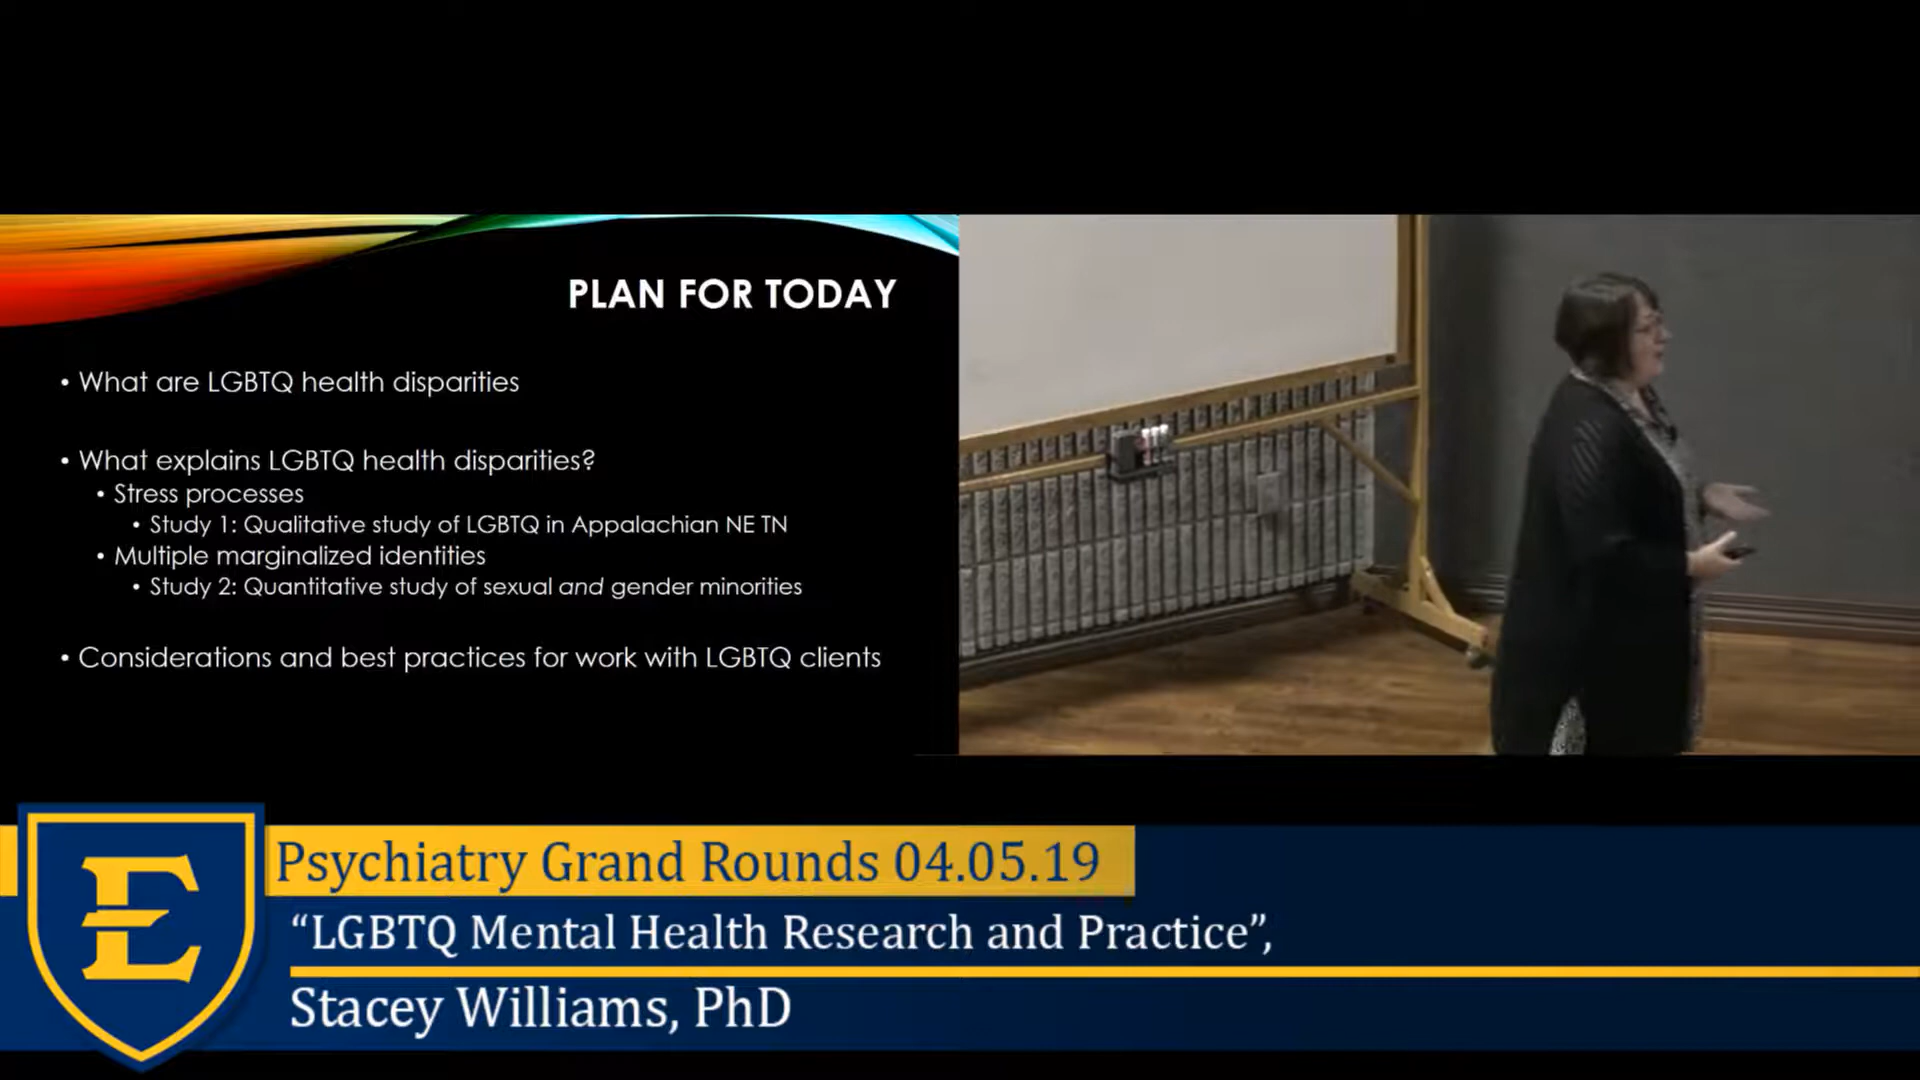 PLAN FOR TODAY
• What are LGBTQ health disparities
• What explains LGBTQ health disparities?
• Stress processes
• Study 1: Qualitative study of LGBTQ in Appalachian NE TN
• Multiple marginalized identities
• Study 2: Quantitative study of sexual and gender minorities
• Considerations and best practices for work with LGBTQ clients
E
Psychiatry Grand Rounds 04.05.19
“LGBTQ Mental Health Research and Practice”,
Stacey Williams, PhD